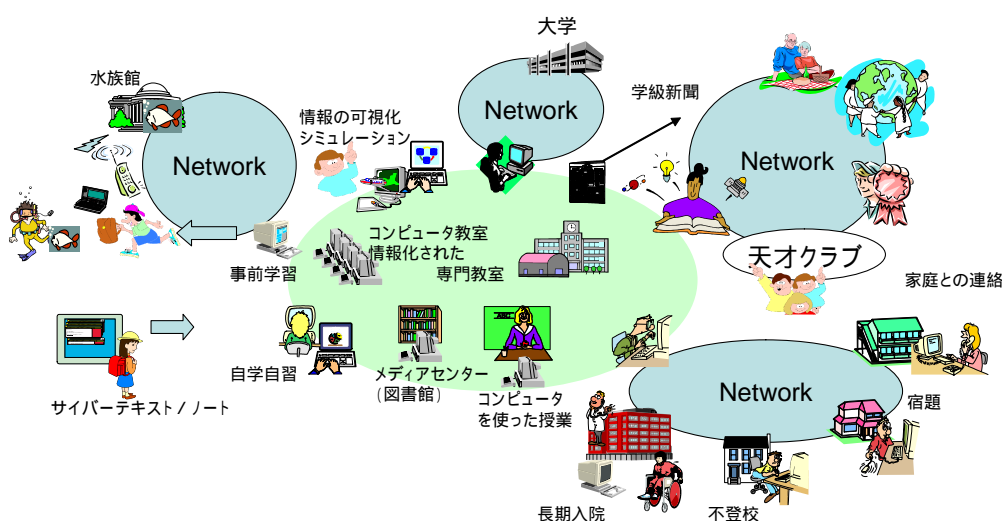 大学
水族館
Network
学級新聞
情報の可視化
シミュレーション
Network
Network
コンピュータ教室
情報化された
専門教室
天才クラブ
事前学習
家庭との連絡
自学自習
メディアセンター
(図書館)
コンピュータ
を使った授業
Network
サイバーテキスト/ノート
宿題
長期入院
不登校